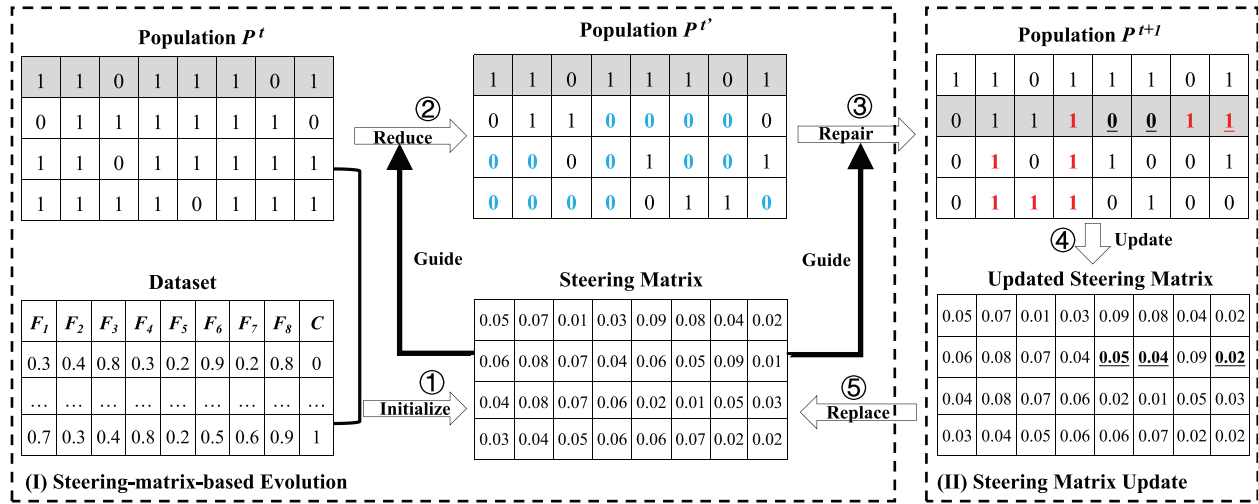 Population P^t
1 1 0 1 1 1 0 1
0 1 1 1 1 1 1 0
1 1 0 1 1 1 1 1
1 1 1 1 0 1 1 1
②
Reduce
Population P^t'
1 1 0 1 1 1 0 1
0 1 1 0 0 0 0 0
0 0 0 0 1 0 0 1
0 0 0 0 0 1 1 0
③
Repair
Guide
Guide
Dataset
F1 F2 F3 F4 F5 F6 F7 F8 C
0.3 0.4 0.8 0.3 0.2 0.9 0.2 0.8 0
... ... ... ... ... ... ... ... ...
0.7 0.3 0.4 0.8 0.2 0.5 0.6 0.9 1
①
Initialize
Steering Matrix
0.05 0.07 0.01 0.03 0.09 0.08 0.04 0.02
0.06 0.08 0.07 0.04 0.06 0.05 0.09 0.01
0.04 0.08 0.07 0.06 0.02 0.01 0.05 0.03
0.03 0.04 0.05 0.06 0.06 0.07 0.02 0.02
(I) Steering-matrix-based Evolution
Population P^t+1
1 1 0 1 1 1 0 1
0 1 1 1 0 0 1 1
0 1 0 1 1 0 0 1
0 1 1 1 0 1 0 0
④
Update
Updated Steering Matrix
0.05 0.07 0.01 0.03 0.09 0.08 0.04 0.02
0.06 0.08 0.07 0.04 0.05 0.04 0.09 0.02
0.04 0.08 0.07 0.06 0.02 0.01 0.05 0.03
0.03 0.04 0.05 0.06 0.06 0.07 0.02 0.02
⑤
Replace
(II) Steering Matrix Update